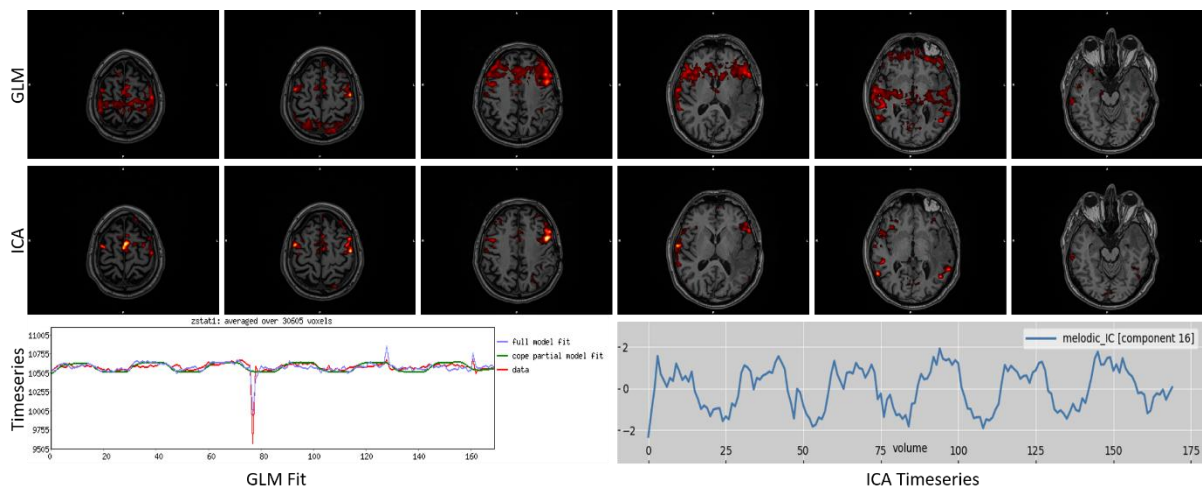 GLM
ICA
zstat1: averaged over 30605 voxels
Timeseries
11005
10755
10505
10255
10005
9755
9505
0 20 40 60 80 100 120 140 160
full model fit
cope partial model fit
data
GLM Fit
melodic_IC [component 16]
2
0
−2
0 25 50 75 100 125 150 175
volume
ICA Timeseries